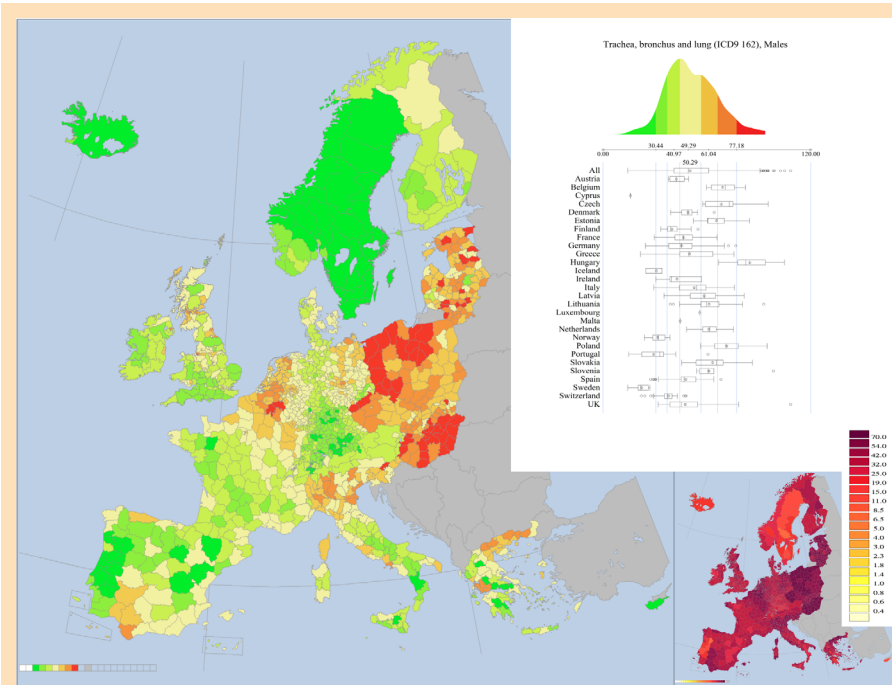 Trachea, bronchus and lung (ICD9 162), Males
30.44 49.29 77.18
0.00 40.97 61.04 120.00
50.29
All
Austria
Belgium
Cyprus
Czech
Denmark
Estonia
Finland
France
Germany
Greece
Hungary
Iceland
Ireland
Italy
Latvia
Lithuania
Luxembourg
Malta
Netherlands
Norway
Poland
Portugal
Slovakia
Slovenia
Spain
Sweden
Switzerland
UK
70.0
54.0
42.0
32.0
25.0
19.0
15.0
11.0
8.5
6.5
5.0
4.0
3.0
2.3
1.8
1.4
1.0
0.8
0.6
0.4